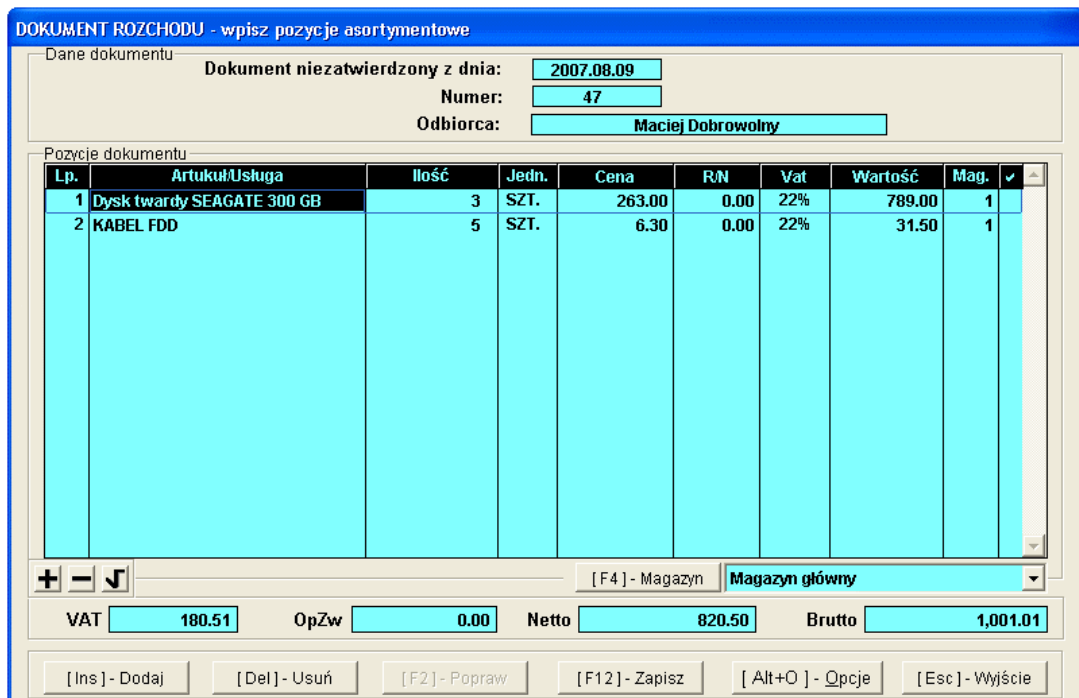 DOKUMENT ROZCHODU - wpisz pozycje asortymentowe
Dane dokumentu
Dokument niezatwierdzony z dnia: 2007.08.09
Numer: 47
Odbiorca: Maciej Dobrowolny
Pozycje dokumentu
Lp. Artukuł/Usługa Ilość Jedn. Cena R/N Vat Wartość Mag. ✔
1 Dysk twardy SEAGATE 300 GB 3 SZT. 263.00 0.00 22% 789.00 1
2 KABEL FDD 5 SZT. 6.30 0.00 22% 31.50 1
[ F4 ] - Magazyn Magazyn główny
VAT 180.51 OpZw 0.00 Netto 820.50 Brutto 1,001.01
[ Ins ] - Dodaj [ Del ] - Usuń [ F2 ] - Popraw [ F12 ] - Zapisz [ Alt+O ] - Opcje [ Esc ] - Wyjście